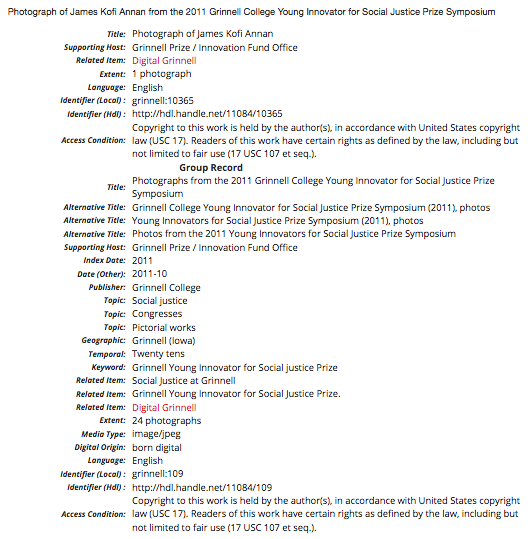 Photograph of James Kofi Annan from the 2011 Grinnell College Young Innovator for Social Justice Prize Symposium
Title: Photograph of James Kofi Annan
Supporting Host: Grinnell Prize / Innovation Fund Office
Related Item: Digital Grinnell
Extent: 1 photograph
Language: English
Identifier (Local) : grinnell:10365
Identifier (Hdl) : http://hdl.handle.net/11084/10365
Copyright to this work is held by the author(s), in accordance with United States copyright
Access Condition: law (USC 17). Readers of this work have certain rights as defined by the law, including but
not limited to fair use (17 USC 107 et seq.).
Group Record
Title: Photographs from the 2011 Grinnell College Young Innovator for Social Justice Prize
Symposium
Alternative Title: Grinnell College Young Innovator for Social Justice Prize Symposium (2011), photos
Alternative Title: Young Innovators for Social Justice Prize Symposium (2011), photos
Alternative Title: Photos from the 2011 Young Innovators for Social Justice Prize Symposium
Supporting Host: Grinnell Prize / Innovation Fund Office
Index Date: 2011
Date (Other): 2011-10
Publisher: Grinnell College
Topic: Social justice
Topic: Congresses
Topic: Pictorial works
Geographic: Grinnell (Iowa)
Temporal: Twenty tens
Keyword: Grinnell Young Innovator for Social justice Prize
Related Item: Social Justice at Grinnell
Related Item: Grinnell Young Innovator for Social Justice Prize.
Related Item: Digital Grinnell
Extent: 24 photographs
Media Type: image/jpeg
Digital Origin: born digital
Language: English
Identifier (Local) : grinnell:109
Identifier (Hdl) : http://hdl.handle.net/11084/109
Copyright to this work is held by the author(s), in accordance with United States copyright
Access Condition: law (USC 17). Readers of this work have certain rights as defined by the law, including but
not limited to fair use (17 USC 107 et seq.).